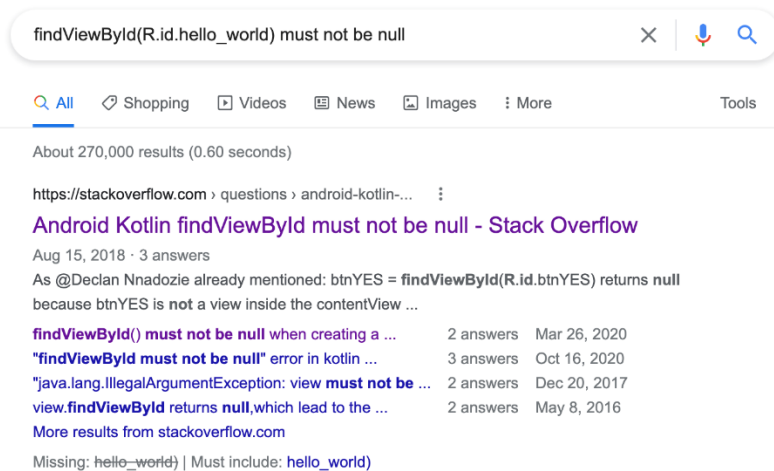 findViewById(R.id.hello_world) must not be null
All Shopping Videos News Images More Tools
About 270,000 results (0.60 seconds)
https://stackoverflow.com › questions › android-kotlin-...
Android Kotlin findViewById must not be null - Stack Overflow
Aug 15, 2018 · 3 answers
As @Declan Nnadozie already mentioned: btnYES = findViewById(R.id.btnYES) returns null
because btnYES is not a view inside the contentView ...
findViewById() must not be null when creating a ... 2 answers Mar 26, 2020
"findViewById must not be null" error in kotlin ... 3 answers Oct 16, 2020
"java.lang.IllegalArgumentException: view must not be ... 2 answers Dec 20, 2017
view.findViewById returns null,which lead to the ... 2 answers May 8, 2016
More results from stackoverflow.com
Missing: hello_world) | Must include: hello_world)